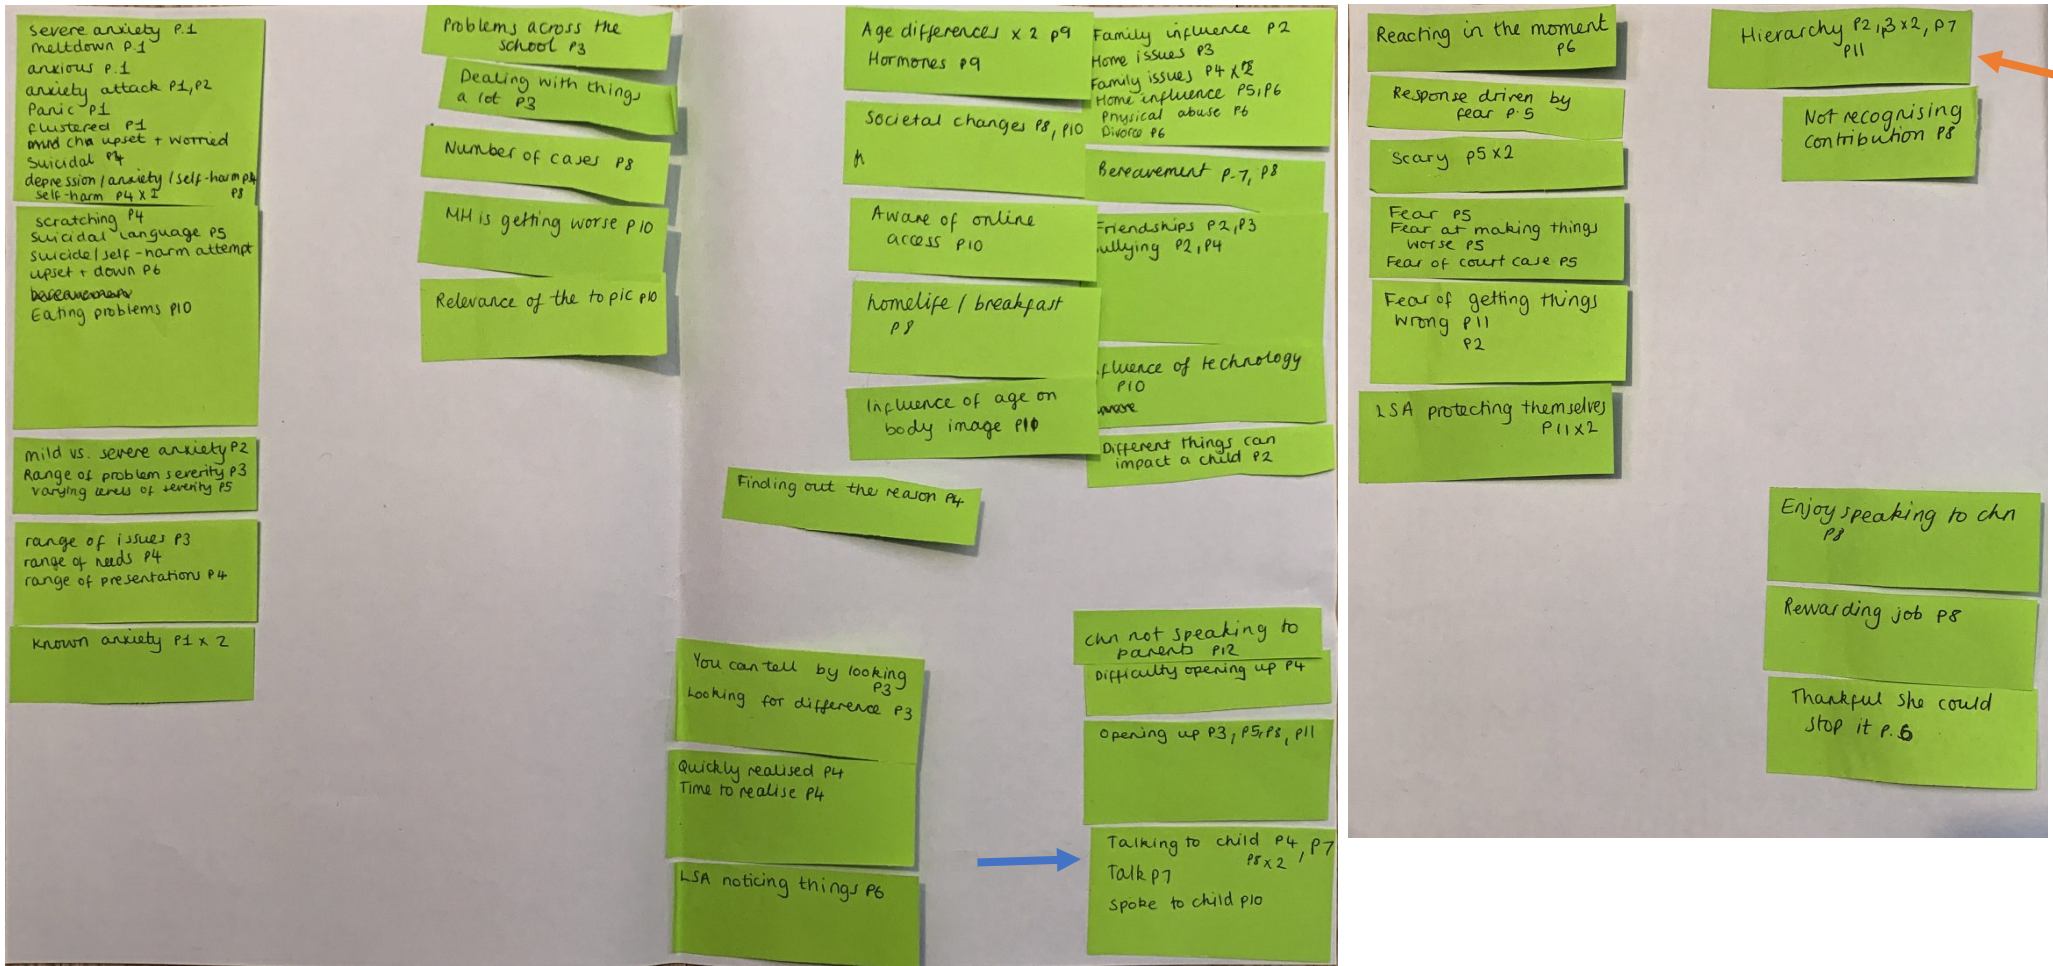 severe anxiety P.1
meltdown P.1
anxious P.1
anxiety attack P1, P2
Panic P1
flustered P1
upset + worried
Suicidal P4
depression / anxiety / self-harm P4
self-harm P4 x 2 P8
scratching P4
Suicidal language P5
suicide / self-harm attempt
upset + down P6
Eating problems P10
mild vs. severe anxiety P2
Range of problem severity P3
varying levels of severity P5
range of issues P3
range of needs P4
range of presentations P4
Known anxiety P1 x 2
Problems across the
school P3
Dealing with things
a lot P3
Number of cases P8
MH is getting worse P10
Relevance of the topic P10
Age differences x 2 P9
Hormones P9
Societal changes P8, P10
Aware of online
access P10
homelife / breakfast
P8
Influence of age on
body image P10
Family influence P2
Home issues P3
Family issues P4 x 2
Home influence P5, P6
Physical abuse P6
Divorce P6
Bereavement P-7, P8
Friendships P2, P3
ullying P2, P4
fluence of technology
P10
Different things can
impact a child P2
Finding out the reason P4
You can tell by looking
P3
Looking for difference P3
Quickly realised P4
Time to realise P4
LSA noticing things P6
chn not speaking to
parents P12
Difficulty opening up P4
Opening up P3, P5, P8, P11
Talking to child P4, P7
P8 x 2
Talk P7
Spoke to child P10
Reacting in the moment
P6
Response driven by
fear P.5
Scary P5 x 2
Fear P5
Fear at making things
worse P5
Fear of court case P5
Fear of getting things
wrong P11
P2
LSA protecting themselves
P11 x 2
Hierarchy P2, P3 x 2, P7
P11
Not recognising
contribution P8
Enjoy speaking to chn
P8
Rewarding job P8
Thankful she could
stop it P.6